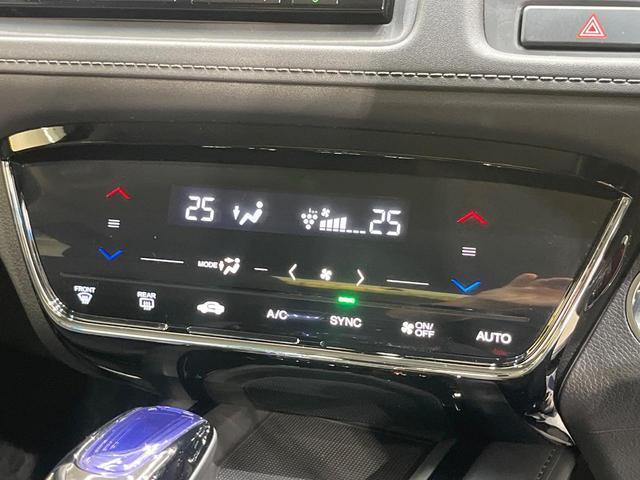 25 25
MODE
FRONT REAR A/C SYNC ON/OFF AUTO